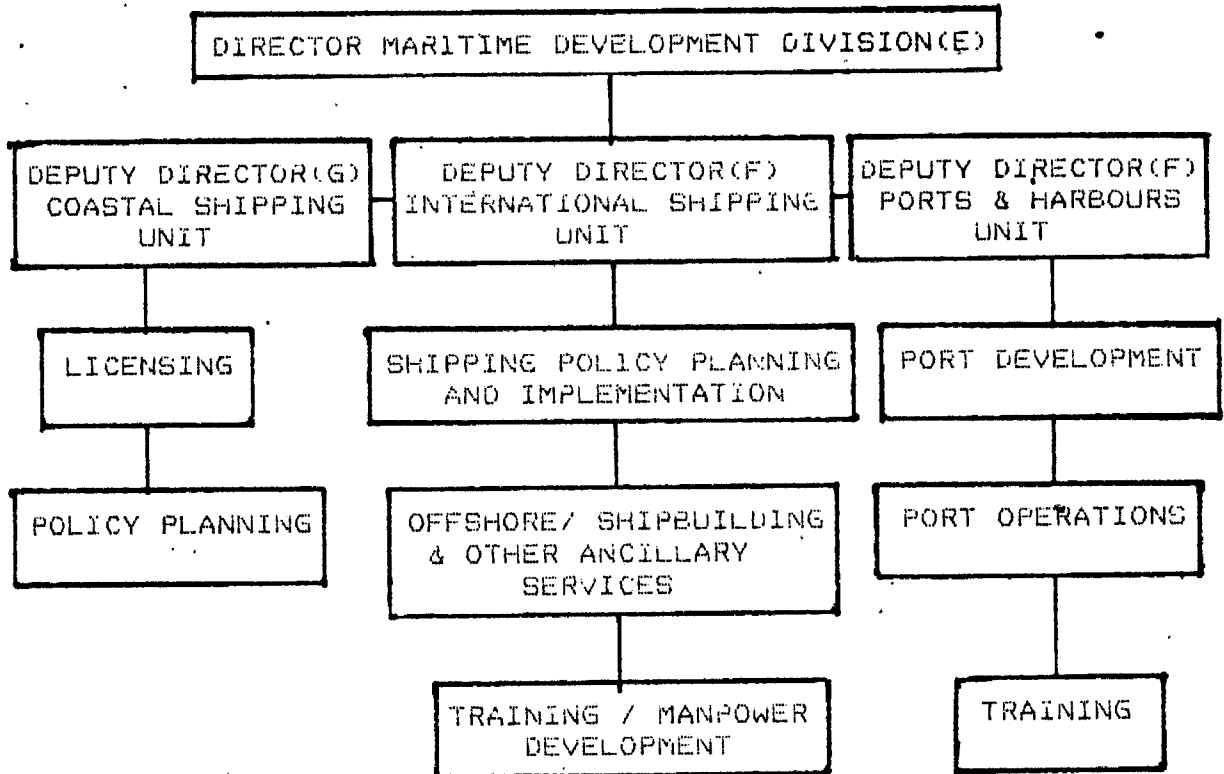 DIRECTOR MARITIME DEVELOPMENT DIVISION(E)
DEPUTY DIRECTOR(G)
COASTAL SHIPPING
UNIT
DEPUTY DIRECTOR(F)
INTERNATIONAL SHIPPING
UNIT
DEPUTY DIRECTOR(F)
PORTS & HARBOURS
UNIT
LICENSING
SHIPPING POLICY PLANNING
AND IMPLEMENTATION
PORT DEVELOPMENT
POLICY PLANNING
OFFSHORE/ SHIPBUILDING
& OTHER ANCILLARY
SERVICES
PORT OPERATIONS
TRAINING / MANPOWER
DEVELOPMENT
TRAINING